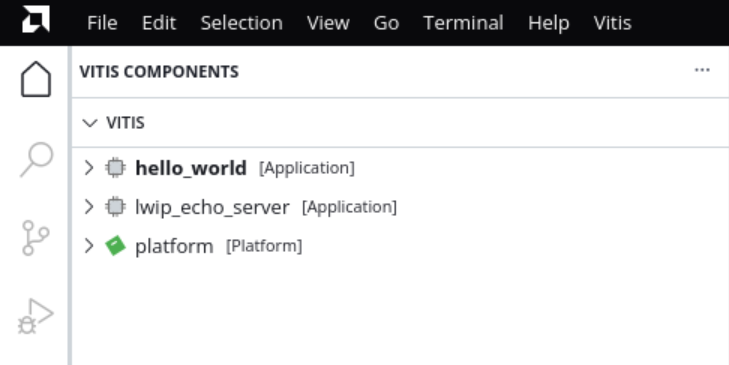 File Edit Selection View Go Terminal Help Vitis
VITIS COMPONENTS ...
VITIS
hello_world [Application]
lwip_echo_server [Application]
platform [Platform]